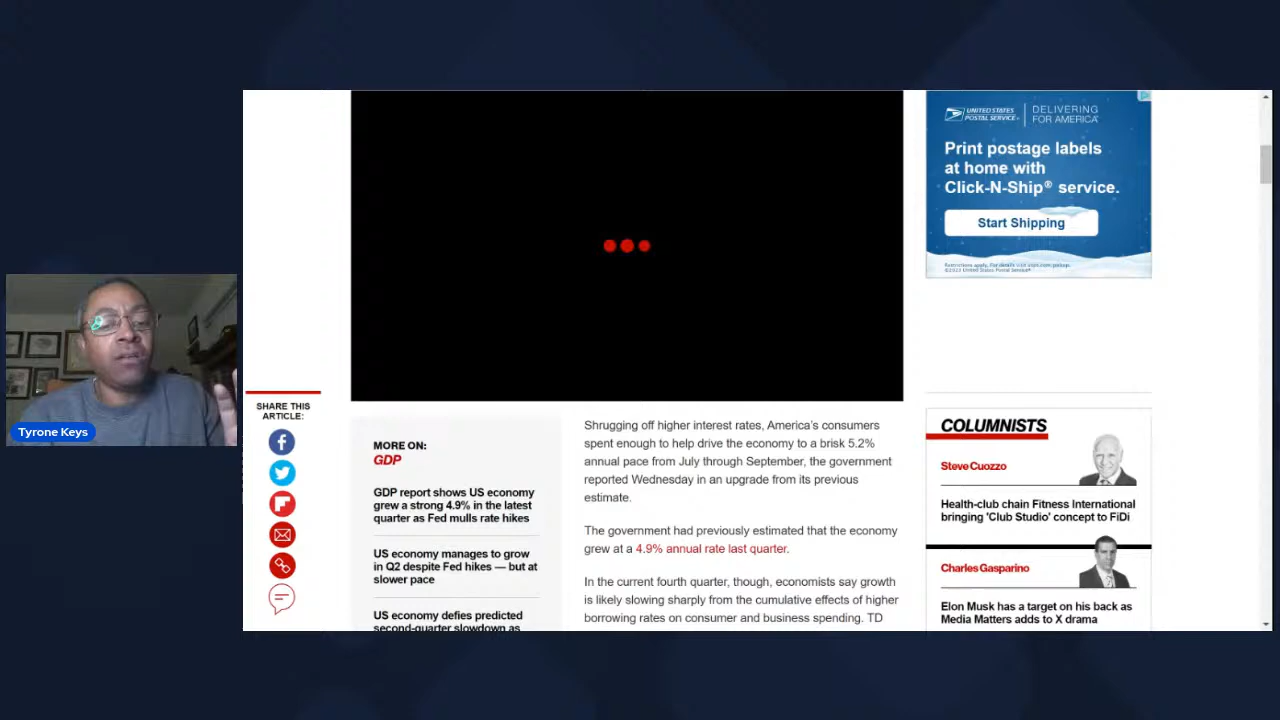 Tyrone Keys
SHARE THIS
ARTICLE:
MORE ON:
GDP
GDP report shows US economy
grew a strong 4.9% in the latest
quarter as Fed mulls rate hikes
US economy manages to grow
in Q2 despite Fed hikes — but at
slower pace
US economy defies predicted
second-quarter slowdown as
Shrugging off higher interest rates, America's consumers
spent enough to help drive the economy to a brisk 5.2%
annual pace from July through September, the government
reported Wednesday in an upgrade from its previous
estimate.
The government had previously estimated that the economy
grew at a 4.9% annual rate last quarter.
In the current fourth quarter, though, economists say growth
is likely slowing sharply from the cumulative effects of higher
borrowing rates on consumer and business spending. TD
UNITED STATES
POSTAL SERVICE
DELIVERING
FOR AMERICA
Print postage labels
at home with
Click-N-Ship® service.
Start Shipping
COLUMNISTS
Steve Cuozzo
Health-club chain Fitness International
bringing 'Club Studio' concept to FiDi
Charles Gasparino
Elon Musk has a target on his back as
Media Matters adds to X drama